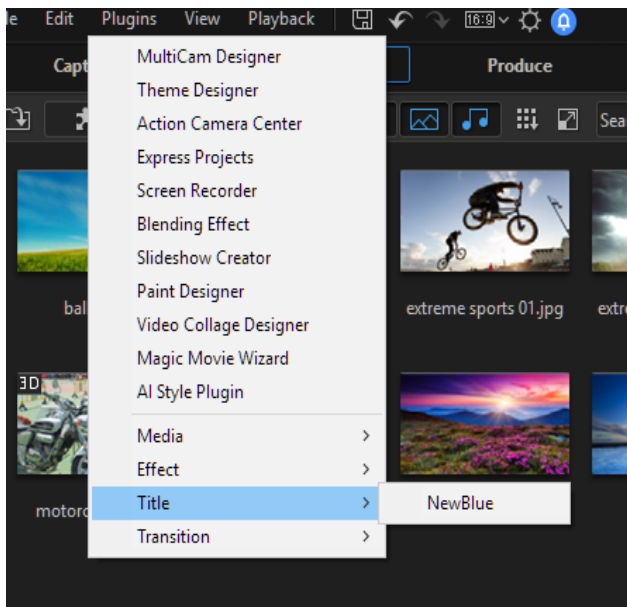 le Edit Plugins View Playback 16:9
Capt Produce
MultiCam Designer
Theme Designer
Action Camera Center
Sea
Express Projects
Screen Recorder
Blending Effect
Slideshow Creator
Paint Designer
bal
extreme sports 01.jpg
extre
Video Collage Designer
Magic Movie Wizard
3D
AI Style Plugin
Media
Effect
Title
NewBlue
motorc
Transition